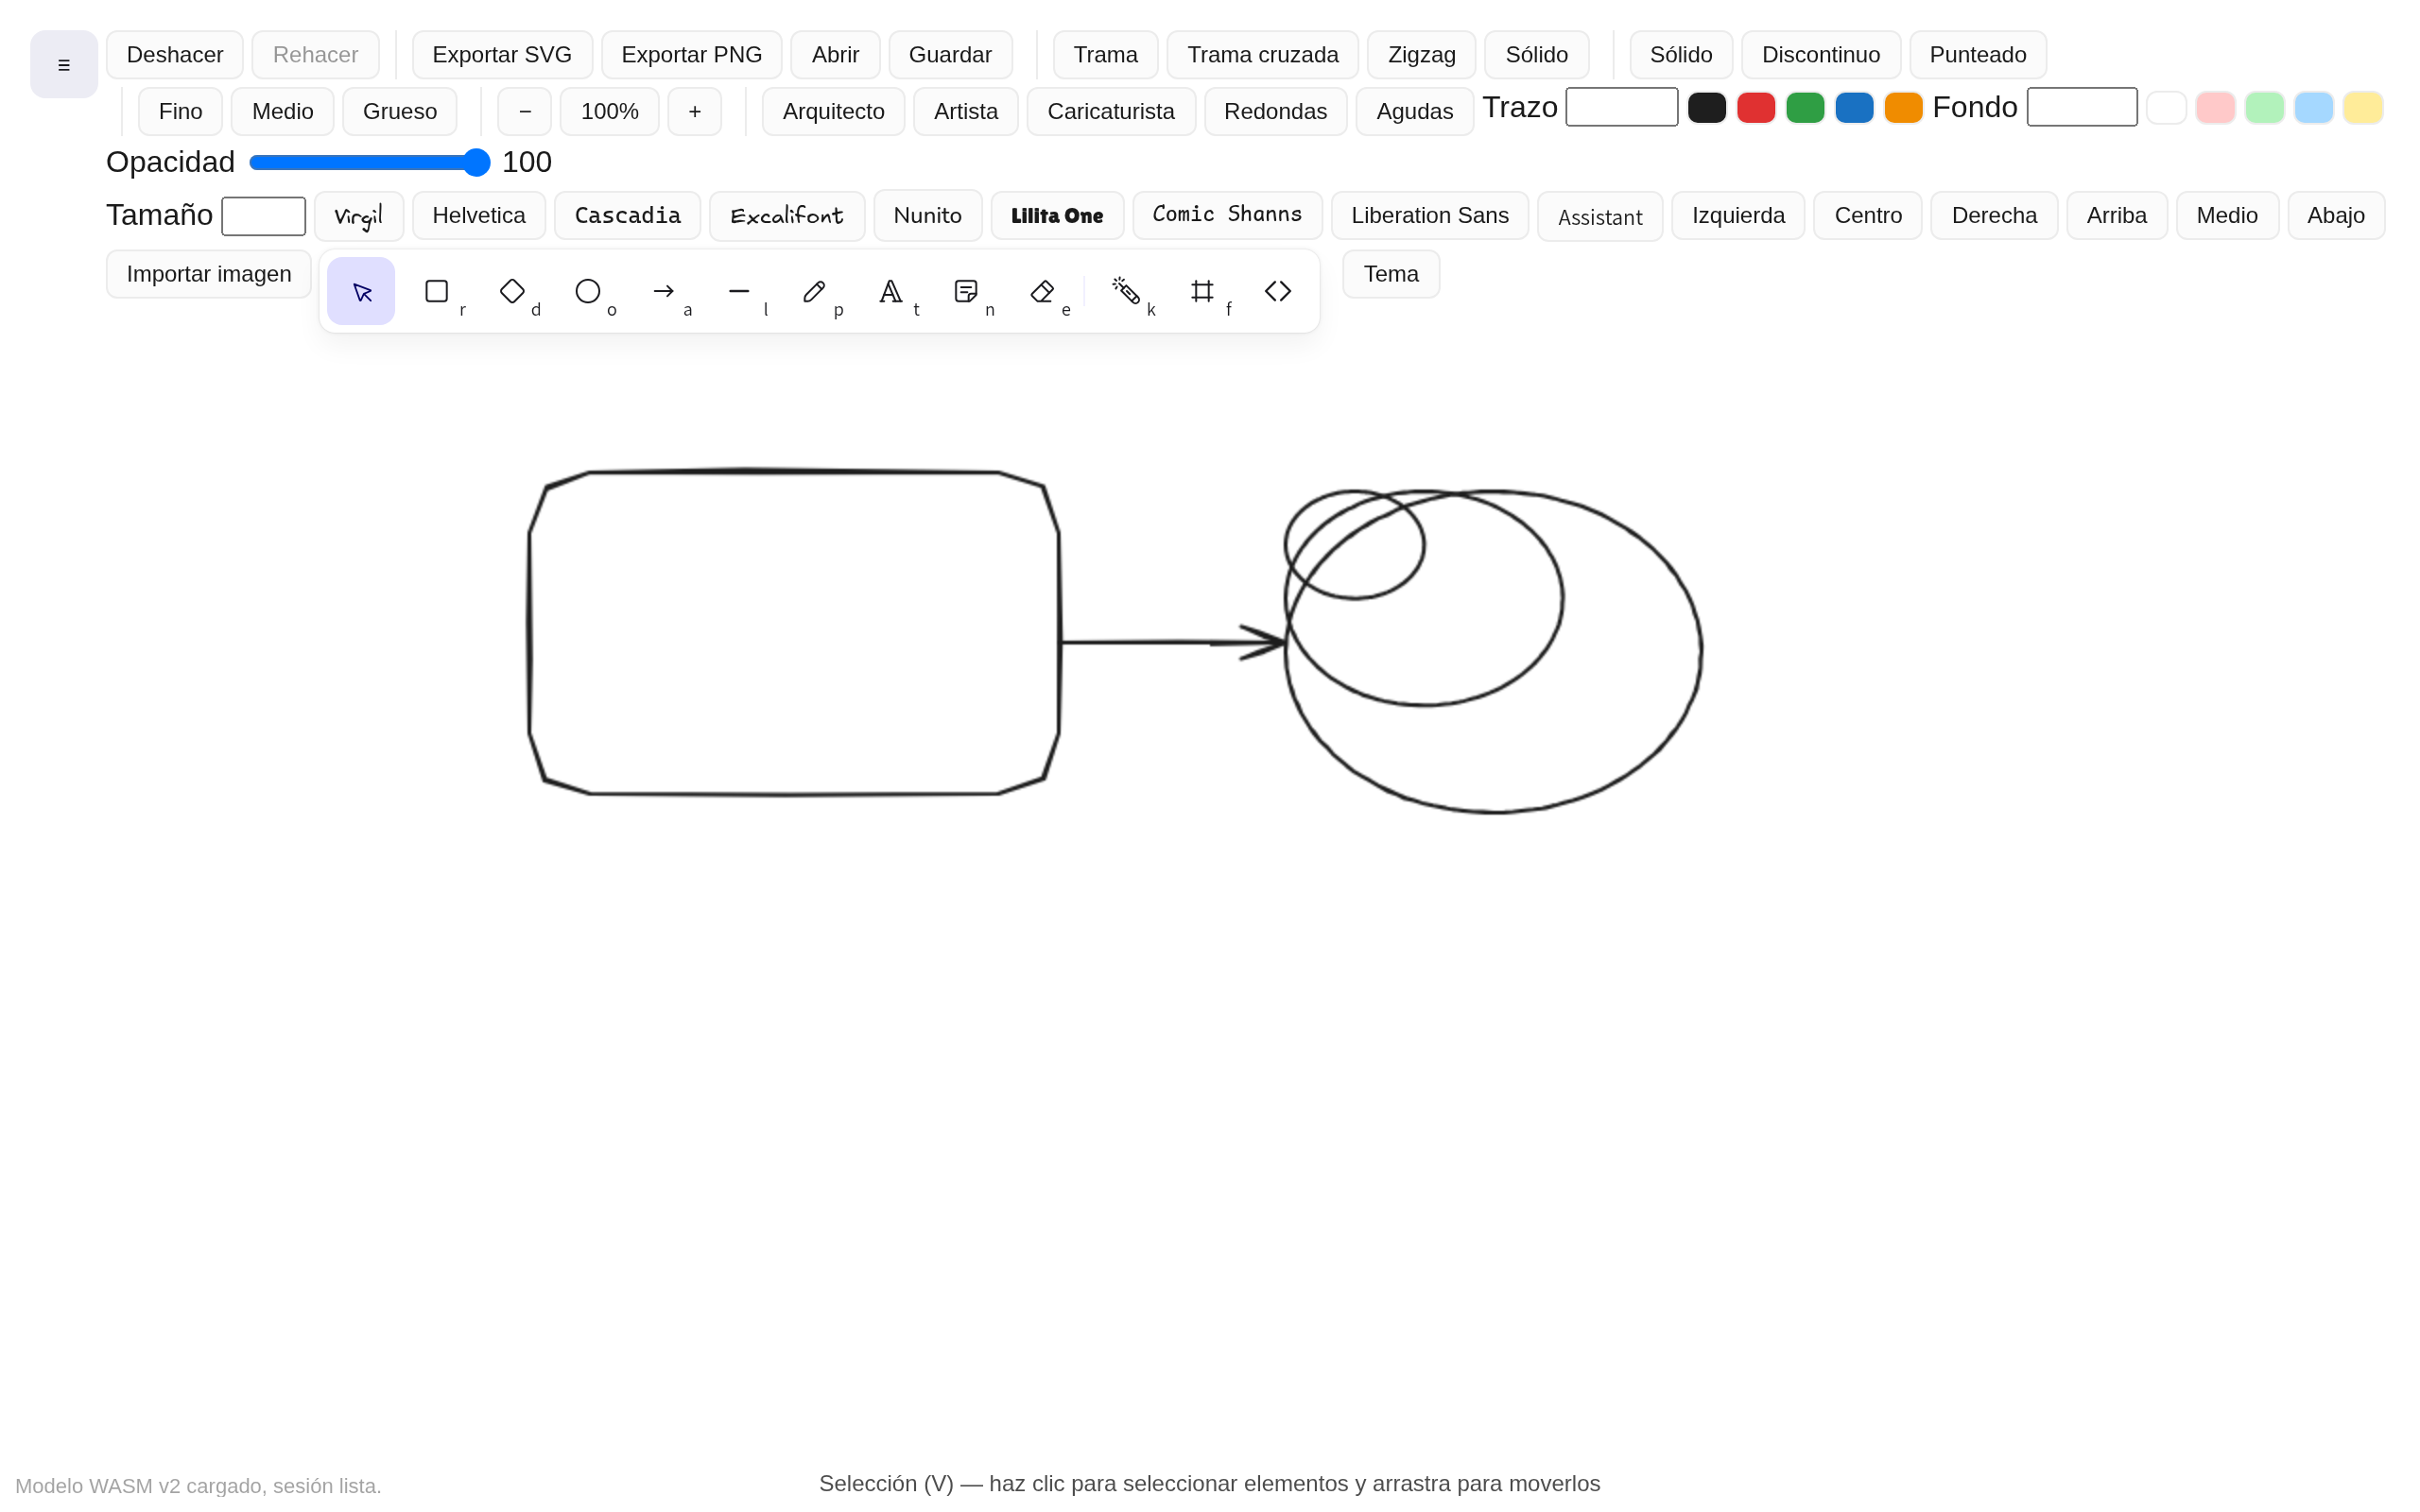 Deshacer Rehacer Exportar SVG Exportar PNG Abrir Guardar Trama Trama cruzada Zigzag Sólido Sólido Discontinuo Punteado
Fino Medio Grueso − 100% + Arquitecto Artista Caricaturista Redondas Agudas Trazo Fondo
Opacidad 100
Tamaño Virgil Helvetica Cascadia Excalifont Nunito Lilita One Comic Shanns Liberation Sans Assistant Izquierda Centro Derecha Arriba Medio Abajo
Importar imagen r d o a l p t n e k f Tema
Modelo WASM v2 cargado, sesión lista.
Selección (V) — haz clic para seleccionar elementos y arrastra para moverlos